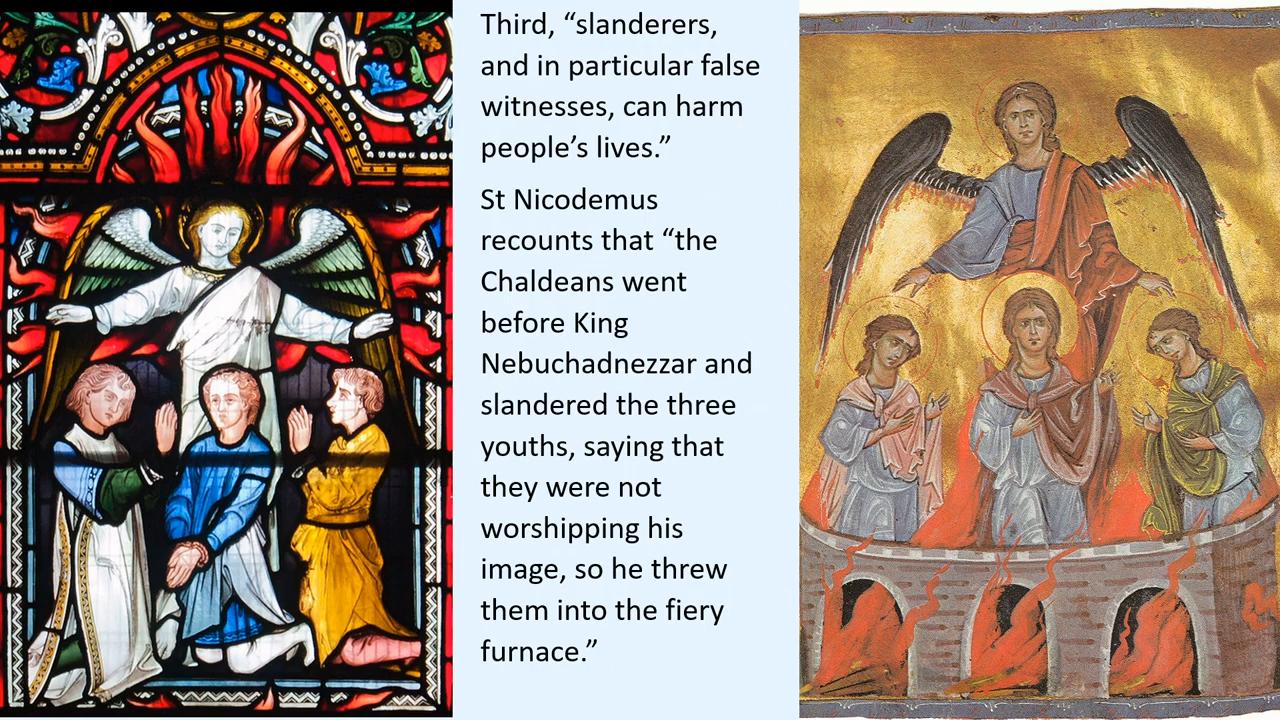 Third, “slanderers,
and in particular false
witnesses, can harm
people’s lives.”
St Nicodemus
recounts that “the
Chaldeans went
before King
Nebuchadnezzar and
slandered the three
youths, saying that
they were not
worshipping his
image, so he threw
them into the fiery
furnace.”